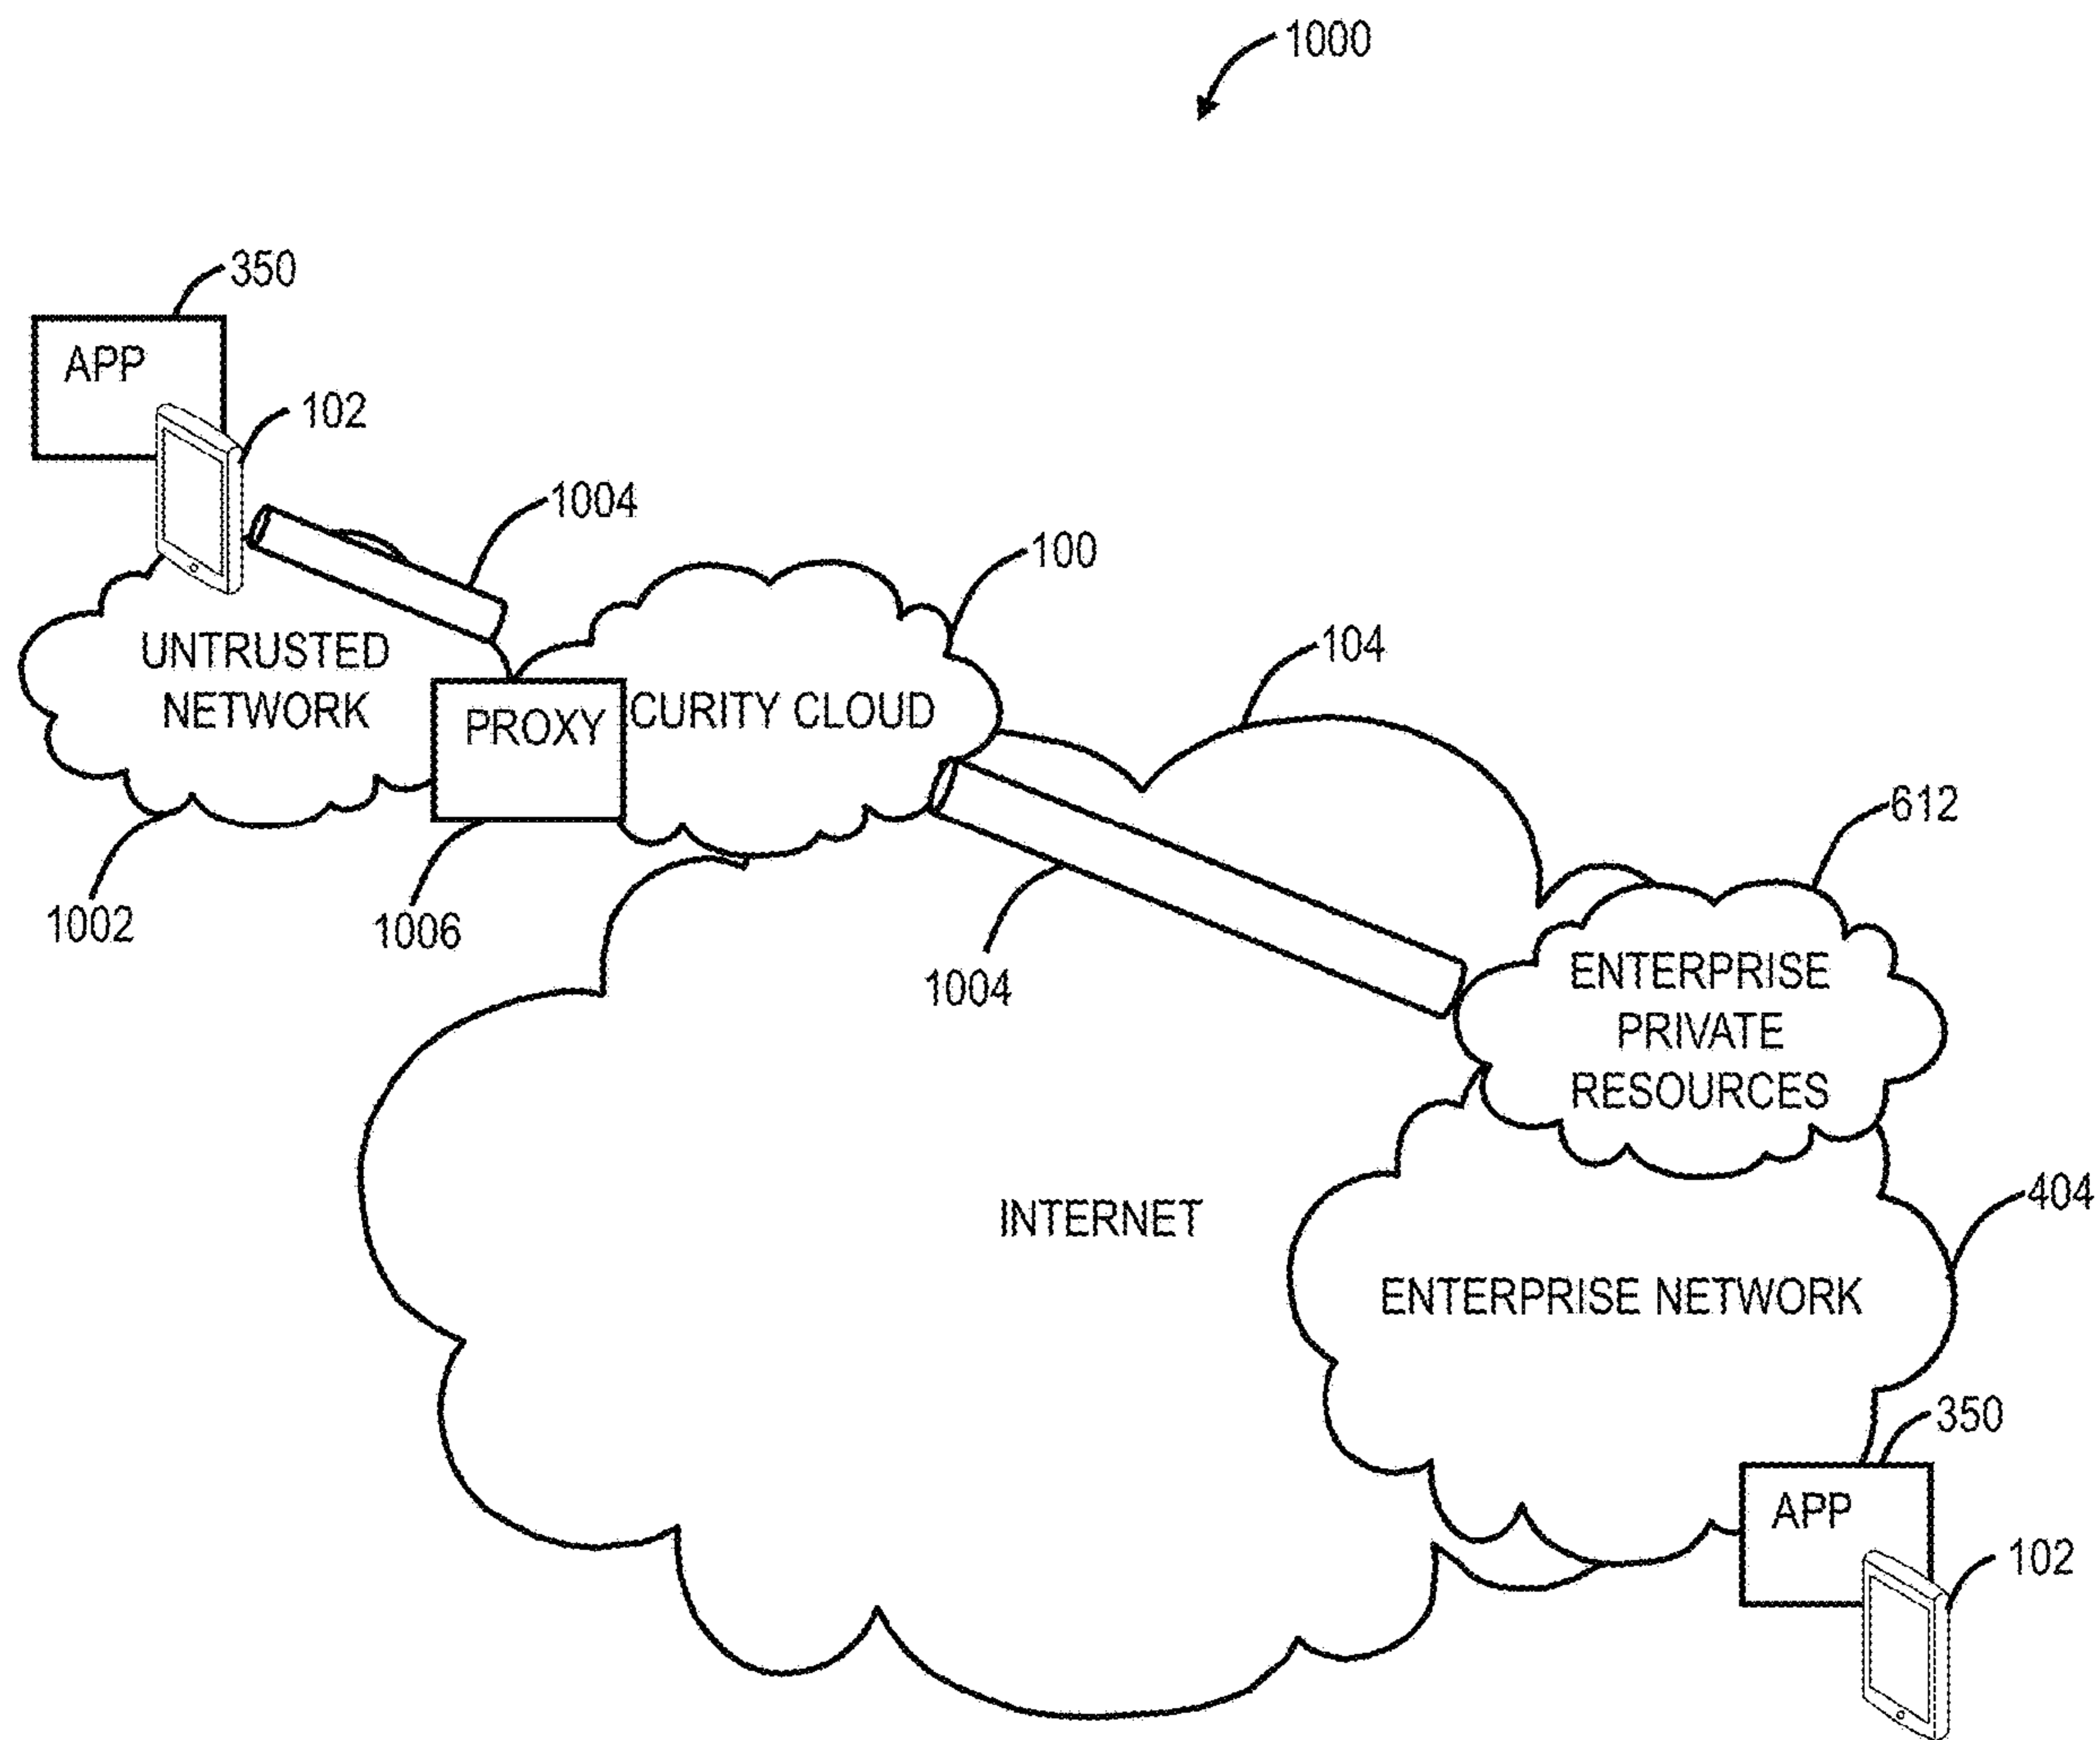 1000
350
APP
102
1004
100
UNTRUSTED
NETWORK
PROXY
CURITY CLOUD
104
612
1002
1006
1004
ENTERPRISE
PRIVATE
RESOURCES
INTERNET
404
ENTERPRISE NETWORK
350
APP
102